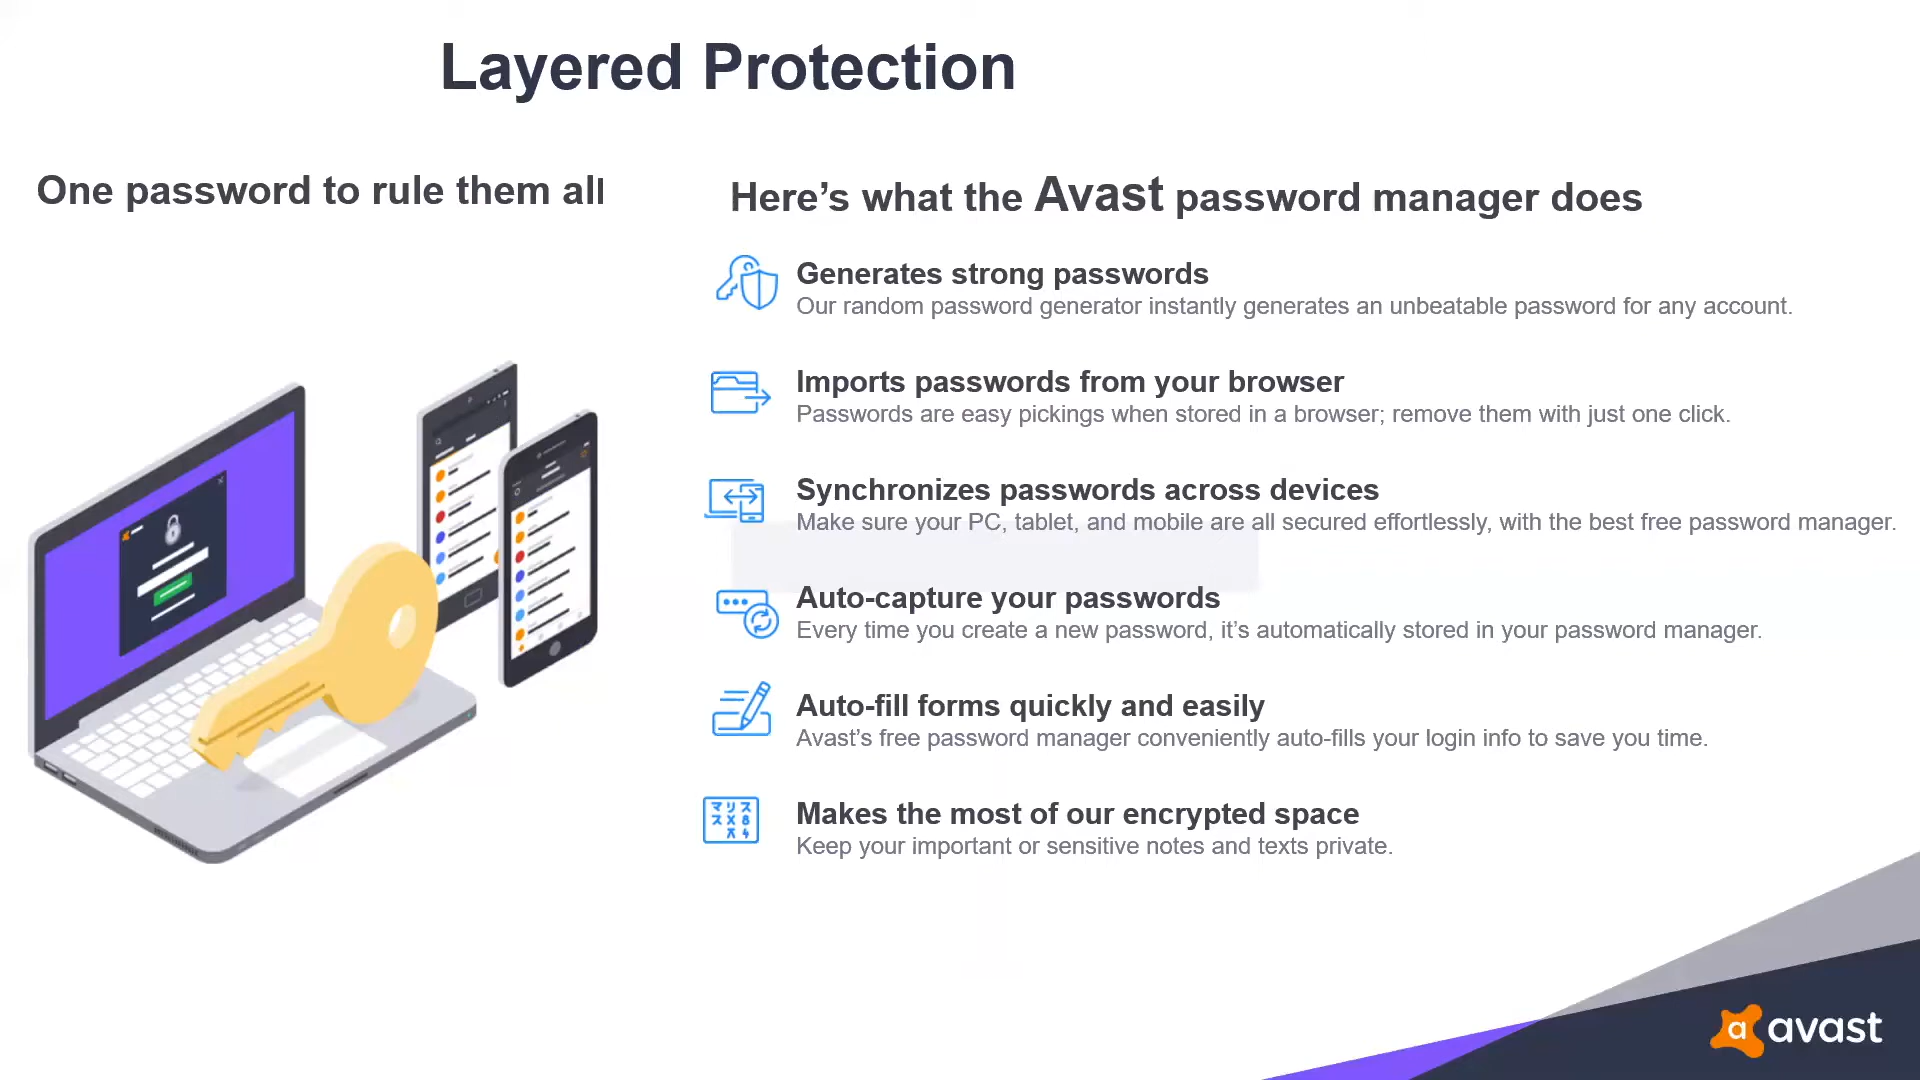 Layered Protection
One password to rule them all
Here’s what the Avast password manager does
Generates strong passwords
Our random password generator instantly generates an unbeatable password for any account.
Imports passwords from your browser
Passwords are easy pickings when stored in a browser; remove them with just one click.
Synchronizes passwords across devices
Make sure your PC, tablet, and mobile are all secured effortlessly, with the best free password manager.
Auto-capture your passwords
Every time you create a new password, it’s automatically stored in your password manager.
Auto-fill forms quickly and easily
Avast’s free password manager conveniently auto-fills your login info to save you time.
Makes the most of our encrypted space
Keep your important or sensitive notes and texts private.
avast